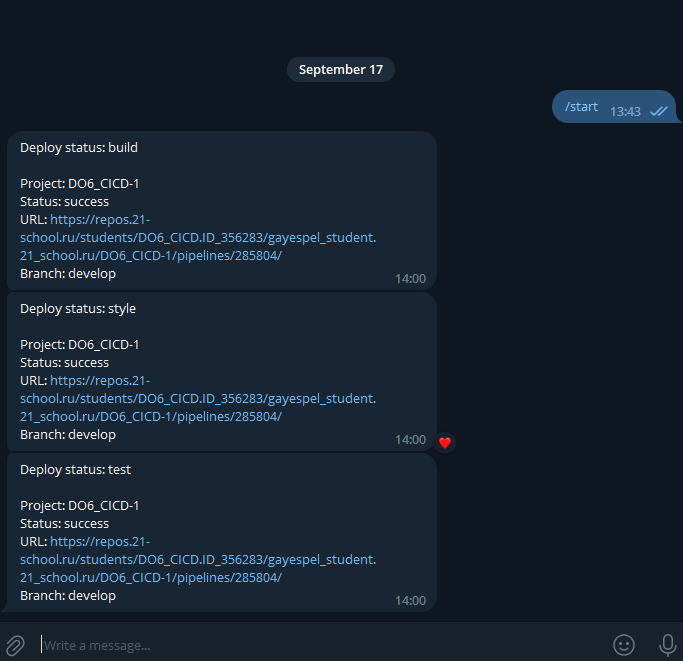 September 17
/start 13:43
Deploy status: build
Project: DO6_CICD-1
Status: success
URL: https://repos.21-
school.ru/students/DO6_CICD.ID_356283/gayespel_student.
21_school.ru/DO6_CICD-1/pipelines/285804/
Branch: develop
14:00
Deploy status: style
Project: DO6_CICD-1
Status: success
URL: https://repos.21-
school.ru/students/DO6_CICD.ID_356283/gayespel_student.
21_school.ru/DO6_CICD-1/pipelines/285804/
Branch: develop
14:00
Deploy status: test
Project: DO6_CICD-1
Status: success
URL: https://repos.21-
school.ru/students/DO6_CICD.ID_356283/gayespel_student.
21_school.ru/DO6_CICD-1/pipelines/285804/
Branch: develop
14:00
Write a message...